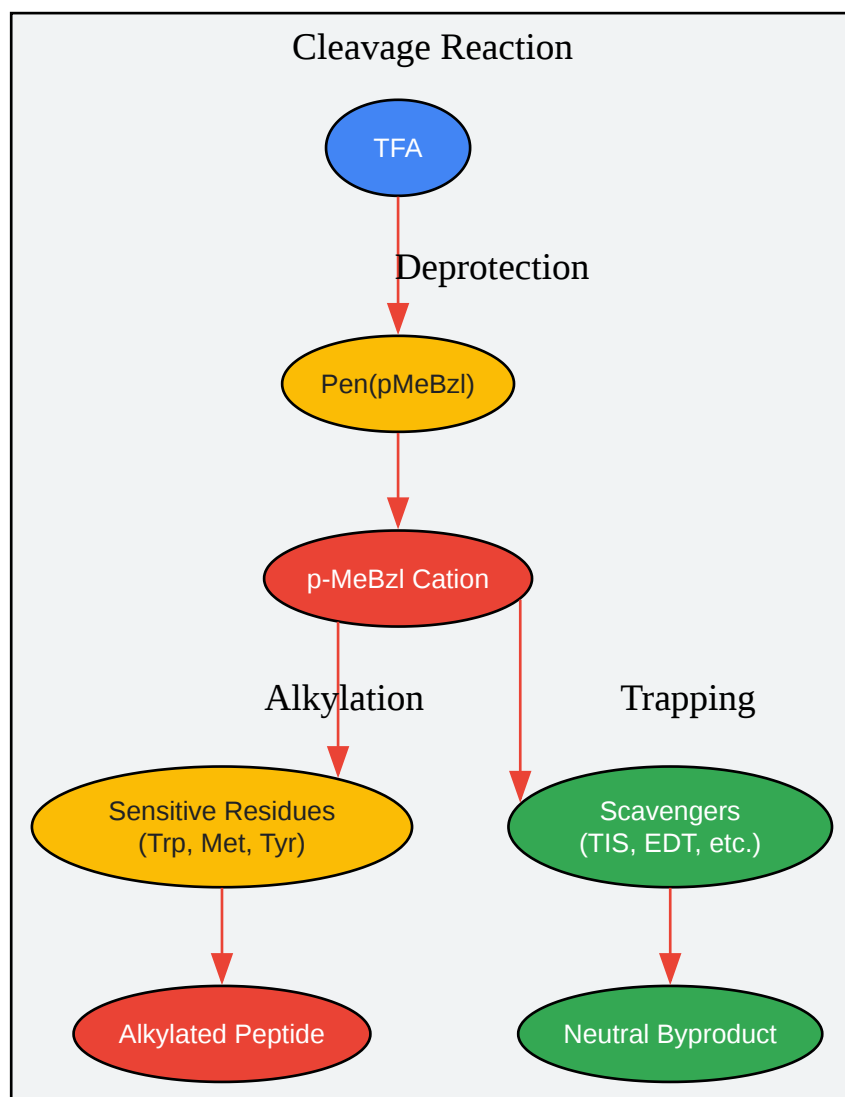 Cleavage Reaction
TFA
Deprotection
Pen(pMeBzl)
p-MeBzl Cation
Alkylation
Trapping
Sensitive Residues
(Trp, Met, Tyr)
Scavengers
(TIS, EDT, etc.)
Alkylated Peptide
Neutral Byproduct